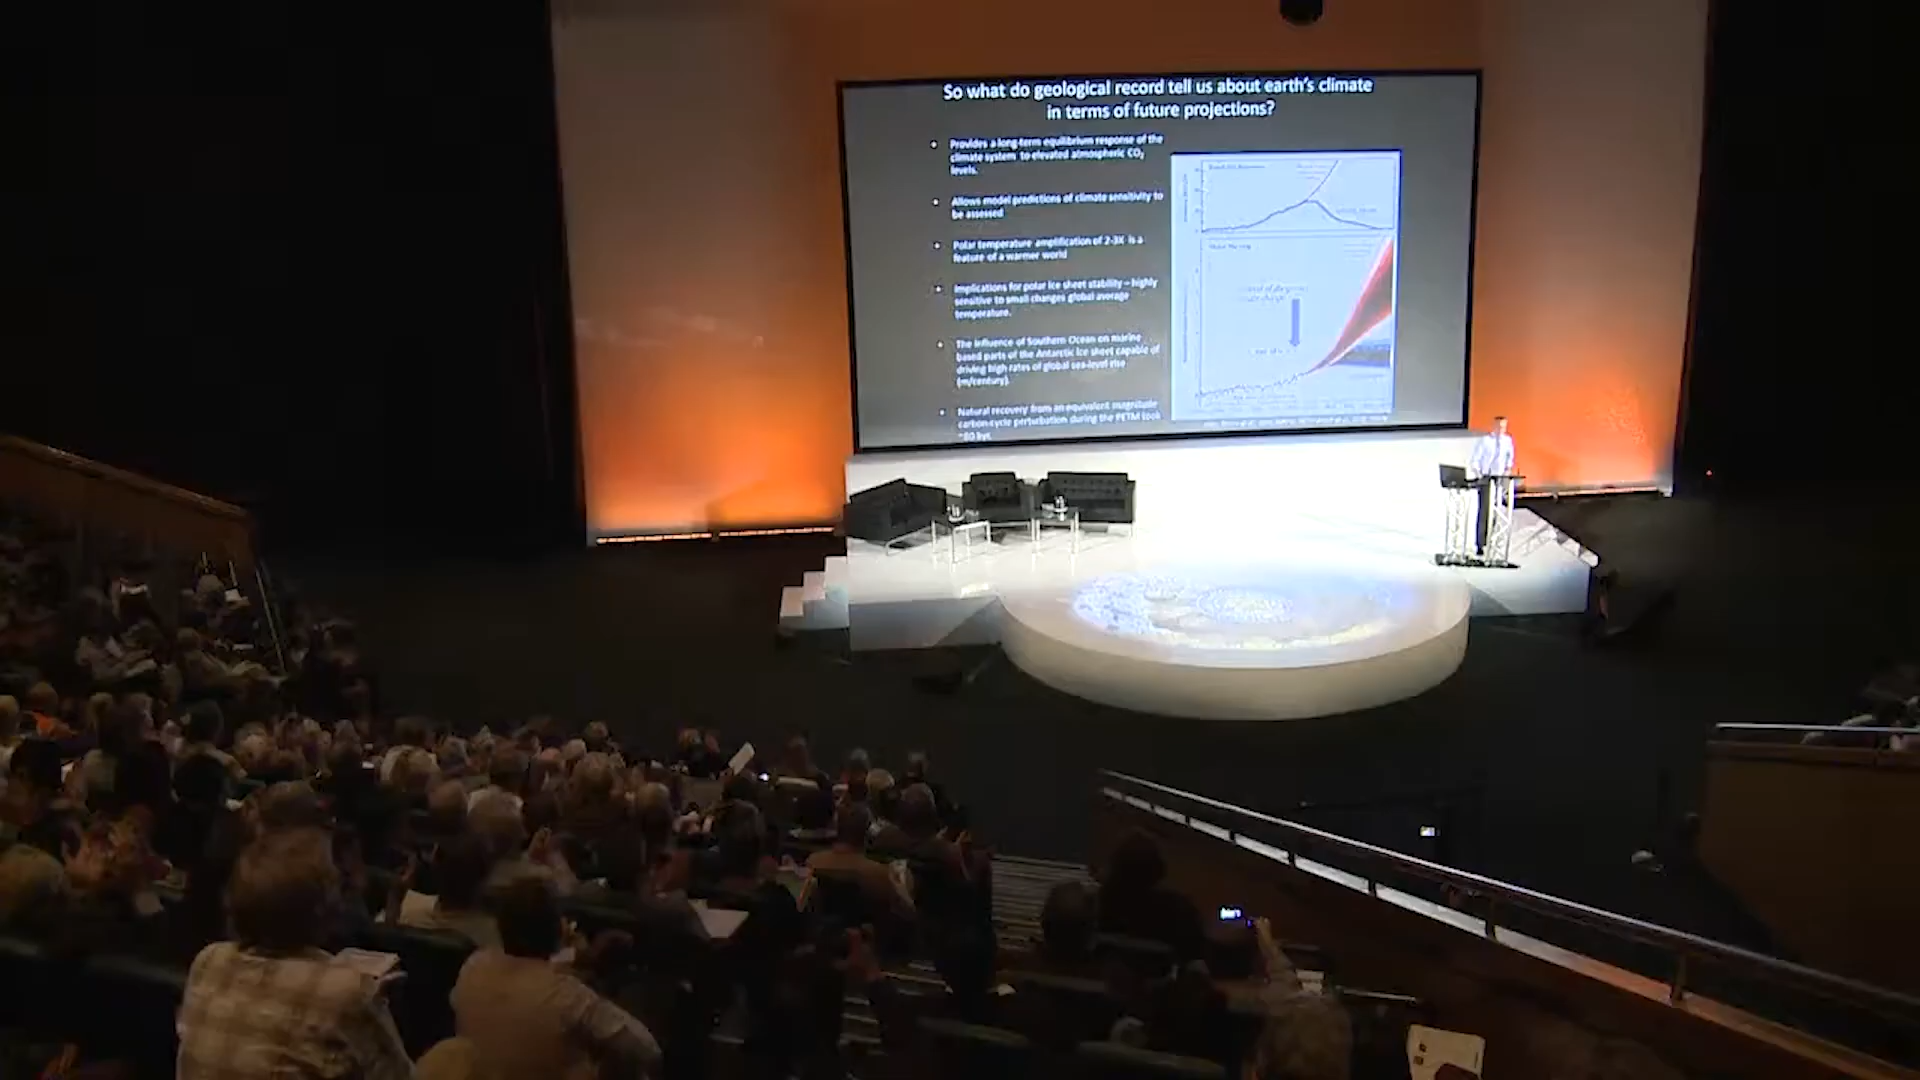 So what do geological record tell us about earth's climate
in terms of future projections?
• Provides a long-term equilibrium response of the
climate system to elevated atmospheric CO₂
levels.
• Allows model predictions of climate sensitivity to
be assessed
• Polar temperature amplification of 2-3X is a
feature of a warmer world
• Implications for polar ice sheet stability – highly
sensitive to small changes global average
temperature.
• The influence of Southern Ocean on marine
based parts of the Antarctic ice sheet capable of
driving high rates of global sea-level rise
(m/century).
• Natural recovery from an equivalent magnitude
carbon-cycle perturbation during the PETM took
~80 kyr.